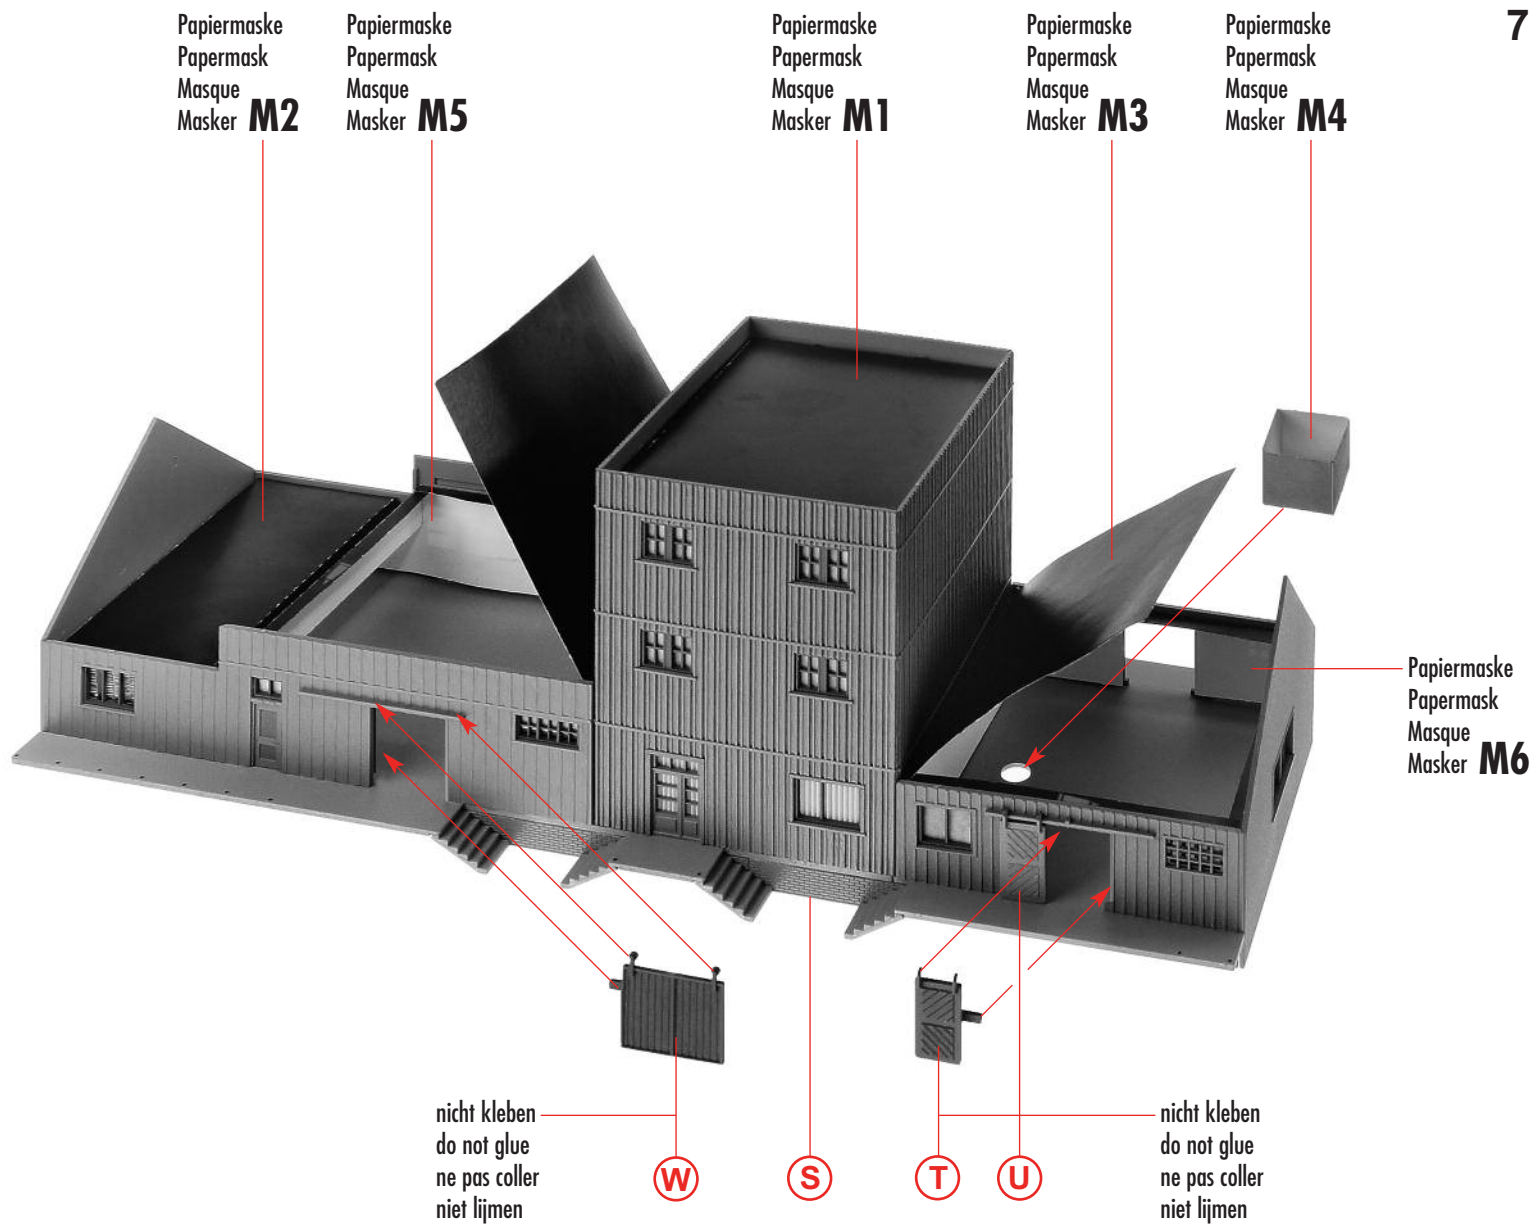 7
Papiermaske
Papermask
Masque
Masker M2
Papiermaske
Papermask
Masque
Masker M5
Papiermaske
Papermask
Masque
Masker M1
Papiermaske
Papermask
Masque
Masker M3
Papiermaske
Papermask
Masque
Masker M4
Papiermaske
Papermask
Masque
Masker M6
nicht kleben
do not glue
ne pas coller
niet lijmen
W
S
T
U
nicht kleben
do not glue
ne pas coller
niet lijmen